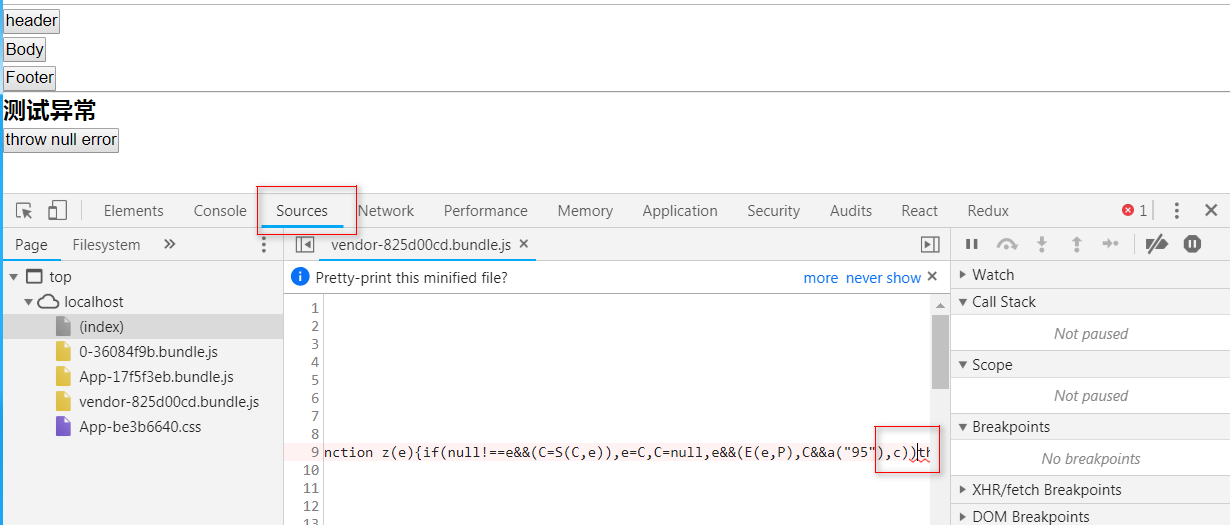 header
Body
Footer
测试异常
throw null error
Elements Console Sources Network Performance Memory Application Security Audits React Redux 1
Page Filesystem
vendor-825d00cd.bundle.js
Pretty-print this minified file? more never show
top
localhost
(index)
0-36084f9b.bundle.js
App-17f5f3eb.bundle.js
vendor-825d00cd.bundle.js
App-be3b6640.css
1
2
3
4
5
6
7
8
9 nction z(e){if(null!==e&&(C=S(C,e)),e=C,C=null,e&&(E(e,P),C&&a("95"),c))th
10
11
12
13
Watch
Call Stack
Not paused
Scope
Not paused
Breakpoints
No breakpoints
XHR/fetch Breakpoints
DOM Breakpoints